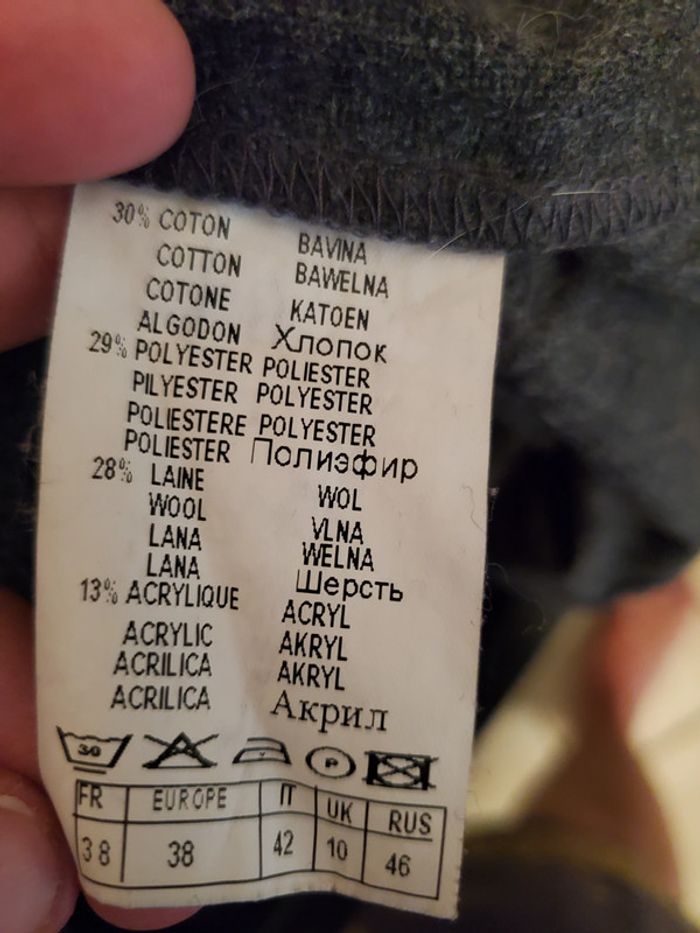 30% COTON BAVINA
COTTON BAWELNA
COTONE KATOEN
ALGODON Хлопок
29% POLYESTER POLIESTER
PILYESTER POLYESTER
POLIESTERE POLYESTER
POLIESTER Полиэфир
28% LAINE WOL
WOOL VLNA
LANA WELNA
LANA Шерсть
13% ACRYLIQUE ACRYL
ACRYLIC AKRYL
ACRILICA AKRYL
ACRILICA Акрил
30 P
FR EUROPE IT UK RUS
38 38 42 10 46